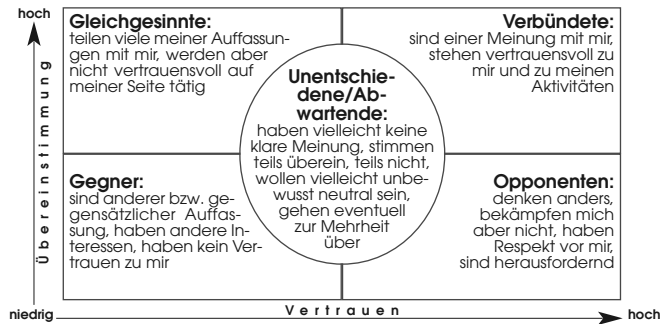 hoch
Übereinstimmung
Gleichgesinnte:
teilen viele meiner Auffassun-
gen mit mir, werden aber
nicht vertrauensvoll auf
meiner Seite tätig
Verbündete:
sind einer Meinung mit mir,
stehen vertrauensvoll zu
mir und zu meinen
Aktivitäten
Unentschie-
dene/Ab-
wartende:
haben vielleicht keine
klare Meinung, stimmen
teils überein, teils nicht,
wollen vielleicht unbe-
wusst neutral sein,
gehen eventuell
zur Mehrheit
über
Gegner:
sind anderer bzw. ge-
gensätzlicher Auffas-
sung, haben andere In-
teressen, haben kein Ver-
trauen zu mir
Opponenten:
denken anders,
bekämpfen mich
aber nicht, haben
Respekt vor mir,
sind herausfordernd
niedrig
Vertrauen
hoch